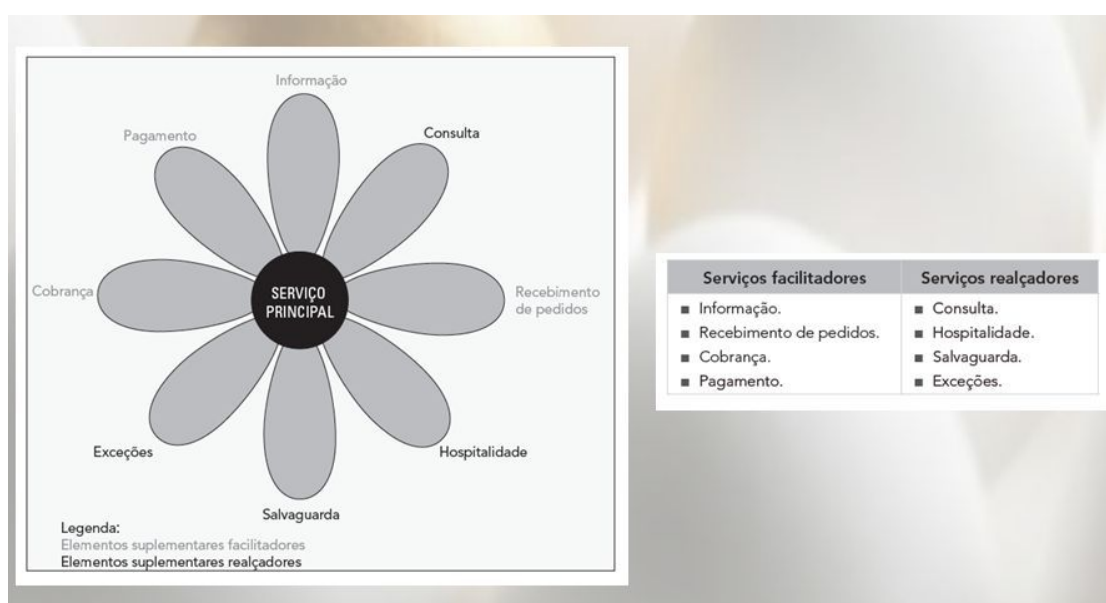 Informação
Pagamento
Consulta
Cobrança
SERVIÇO
PRINCIPAL
Recebimento
de pedidos
Exceções
Hospitalidade
Salvaguarda
Legenda:
Elementos suplementares facilitadores
Elementos suplementares realçadores
Serviços facilitadores
Serviços realçadores
■ Informação.
■ Consulta.
■ Recebimento de pedidos.
■ Hospitalidade.
■ Cobrança.
■ Salvaguarda.
■ Pagamento.
■ Exceções.